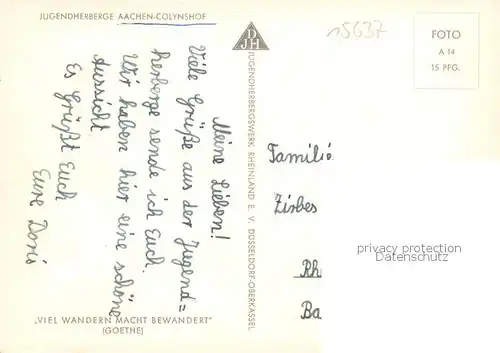 JUGENDHERBERGE AACHEN-COLYNSHOF
Meine Lieben!
Viele Grüße aus der Jugend=
herberge sende ich Euch.
Wir haben hier eine schöne
Aussicht.
Es Grüßt Euch
Eure Doris
„VIEL WANDERN MACHT BEWANDERT"
(GOETHE)
DJH
JUGENDHERBERGSWERK RHEINLAND E. V. DÜSSELDORF-OBERKASSEL
15637
FOTO
A 14
15 PFG.
Familie
Zirbes
Rh
Ba
privacy protection
Datenschutz